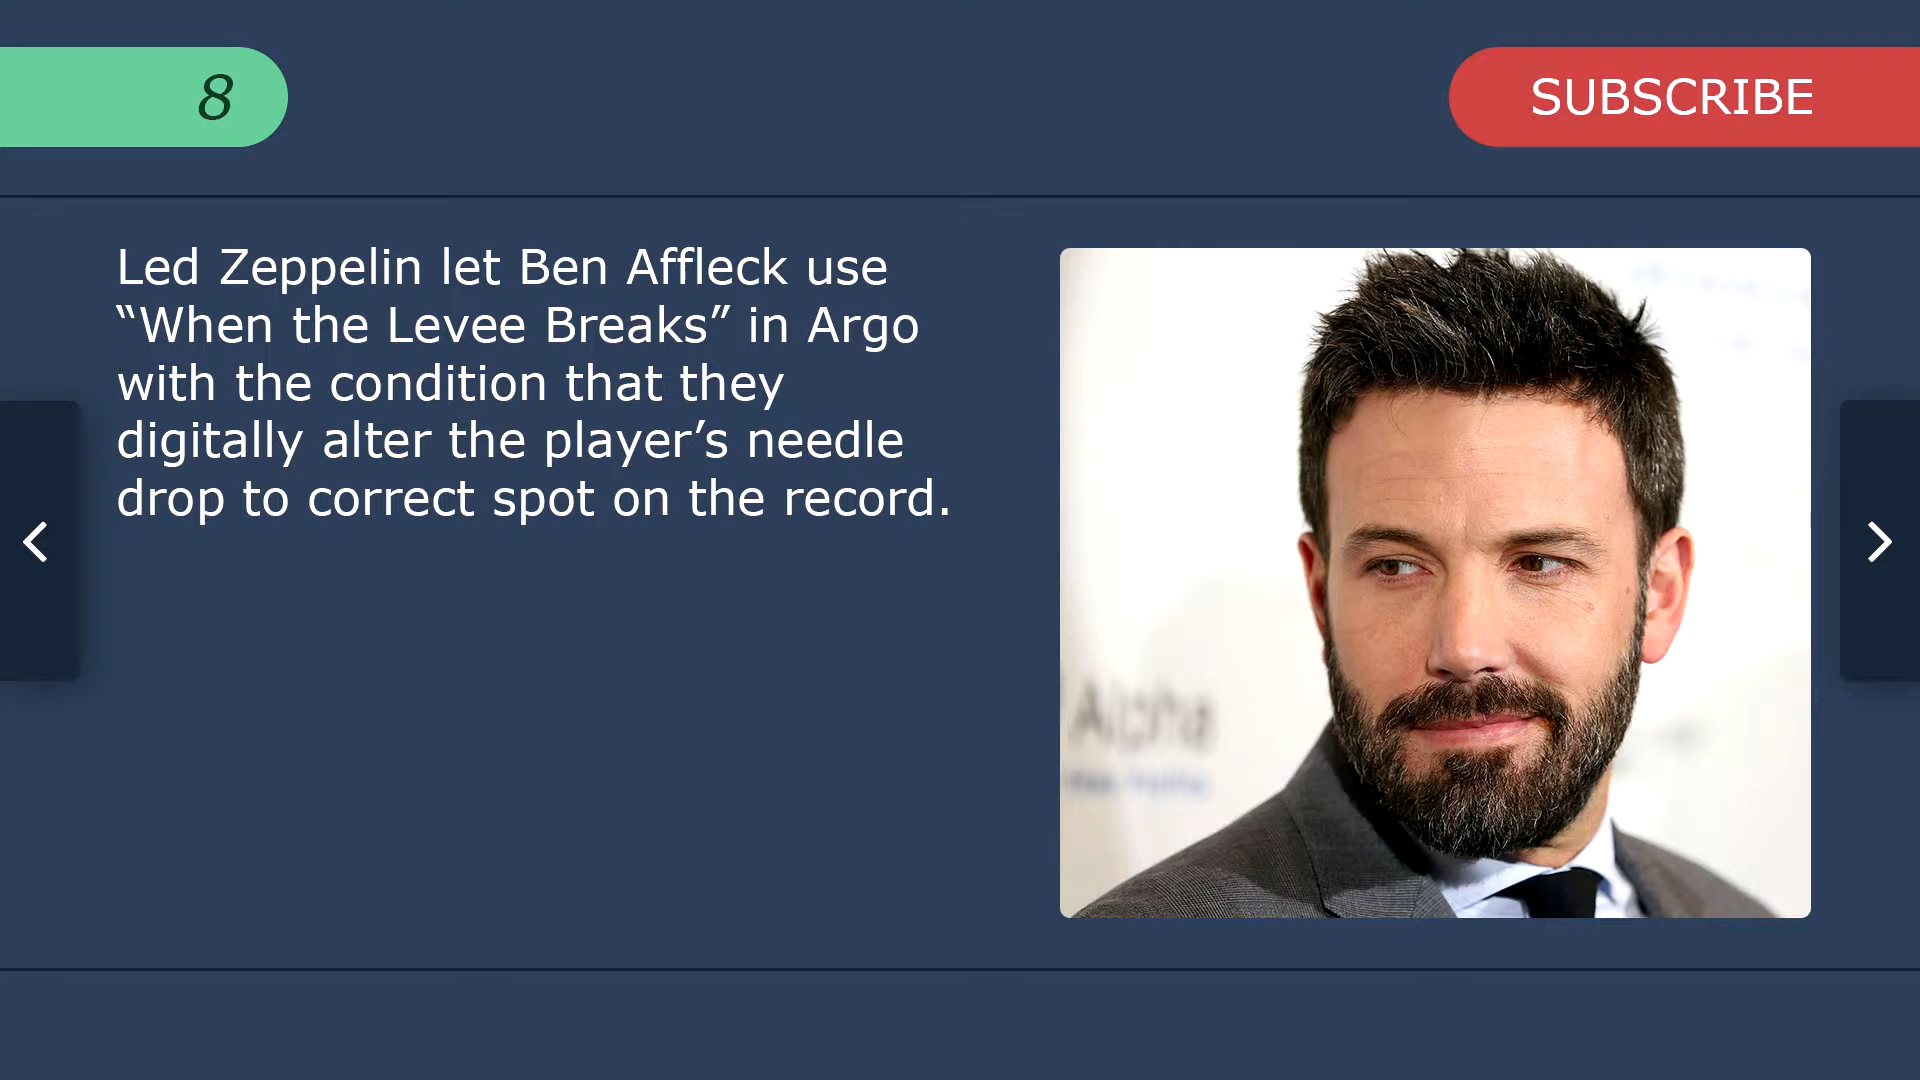 8
SUBSCRIBE
Led Zeppelin let Ben Affleck use
“When the Levee Breaks” in Argo
with the condition that they
digitally alter the player’s needle
drop to correct spot on the record.
Alpha